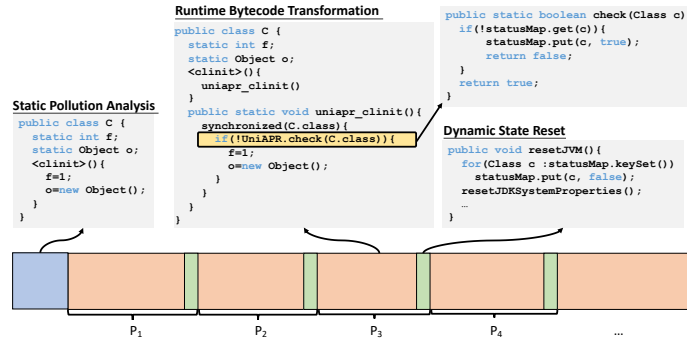 Runtime Bytecode Transformation
public class C {
static int f;
static Object o;
<clinit>(){
uniapr_clinit()
}
public static void uniapr_clinit(){
synchronized(C.class){
if(!UniAPR.check(C.class)){
f=1;
o=new Object();
}
}
}
}
public static boolean check(Class c)
if(!statusMap.get(c)){
statusMap.put(c, true);
return false;
}
return true;
}
Static Pollution Analysis
public class C {
static int f;
static Object o;
<clinit>(){
f=1;
o=new Object();
}
}
Dynamic State Reset
public void resetJVM(){
for(Class c :statusMap.keySet())
statusMap.put(c, false);
resetJDKSystemProperties();
…
}
P1
P2
P3
P4
…